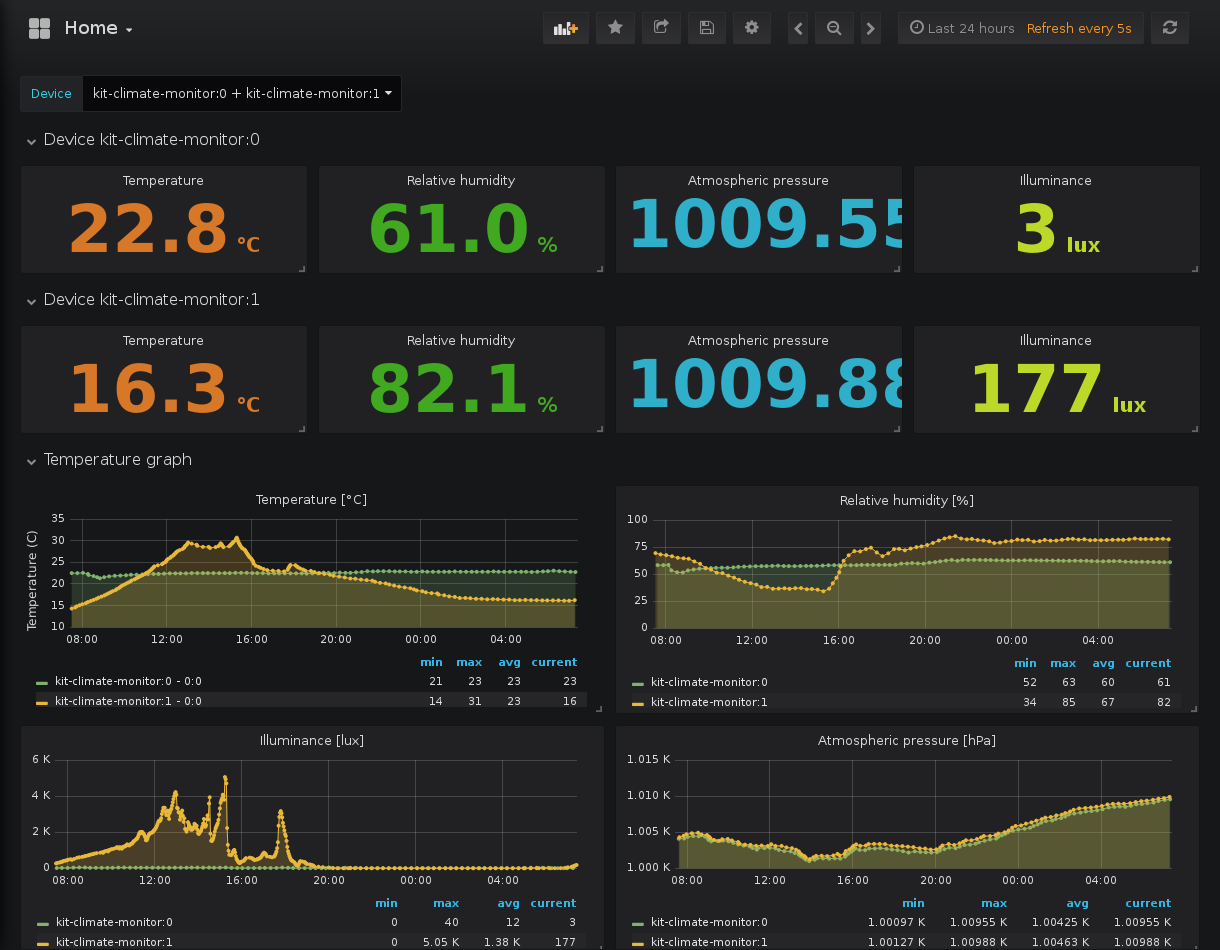 Home
Last 24 hours Refresh every 5s
Device kit-climate-monitor:0 + kit-climate-monitor:1
Device kit-climate-monitor:0
Temperature Relative humidity Atmospheric pressure Illuminance
22.8 °C 61.0 % 1009.55 3 lux
Device kit-climate-monitor:1
Temperature Relative humidity Atmospheric pressure Illuminance
16.3 °C 82.1 % 1009.88 177 lux
Temperature graph
Temperature [°C]
Temperature (C)
35
30
25
20
15
10
08:00 12:00 16:00 20:00 00:00 04:00
min max avg current
kit-climate-monitor:0 - 0:0 21 23 23 23
kit-climate-monitor:1 - 0:0 14 31 23 16
Relative humidity [%]
100
75
50
25
0
08:00 12:00 16:00 20:00 00:00 04:00
min max avg current
kit-climate-monitor:0 52 63 60 61
kit-climate-monitor:1 34 85 67 82
Illuminance [lux]
6 K
4 K
2 K
0
08:00 12:00 16:00 20:00 00:00 04:00
min max avg current
kit-climate-monitor:0 0 40 12 3
kit-climate-monitor:1 0 5.05 K 1.38 K 177
Atmospheric pressure [hPa]
1.015 K
1.010 K
1.005 K
1.000 K
08:00 12:00 16:00 20:00 00:00 04:00
min max avg current
kit-climate-monitor:0 1.00097 K 1.00955 K 1.00425 K 1.00955 K
kit-climate-monitor:1 1.00127 K 1.00988 K 1.00463 K 1.00988 K